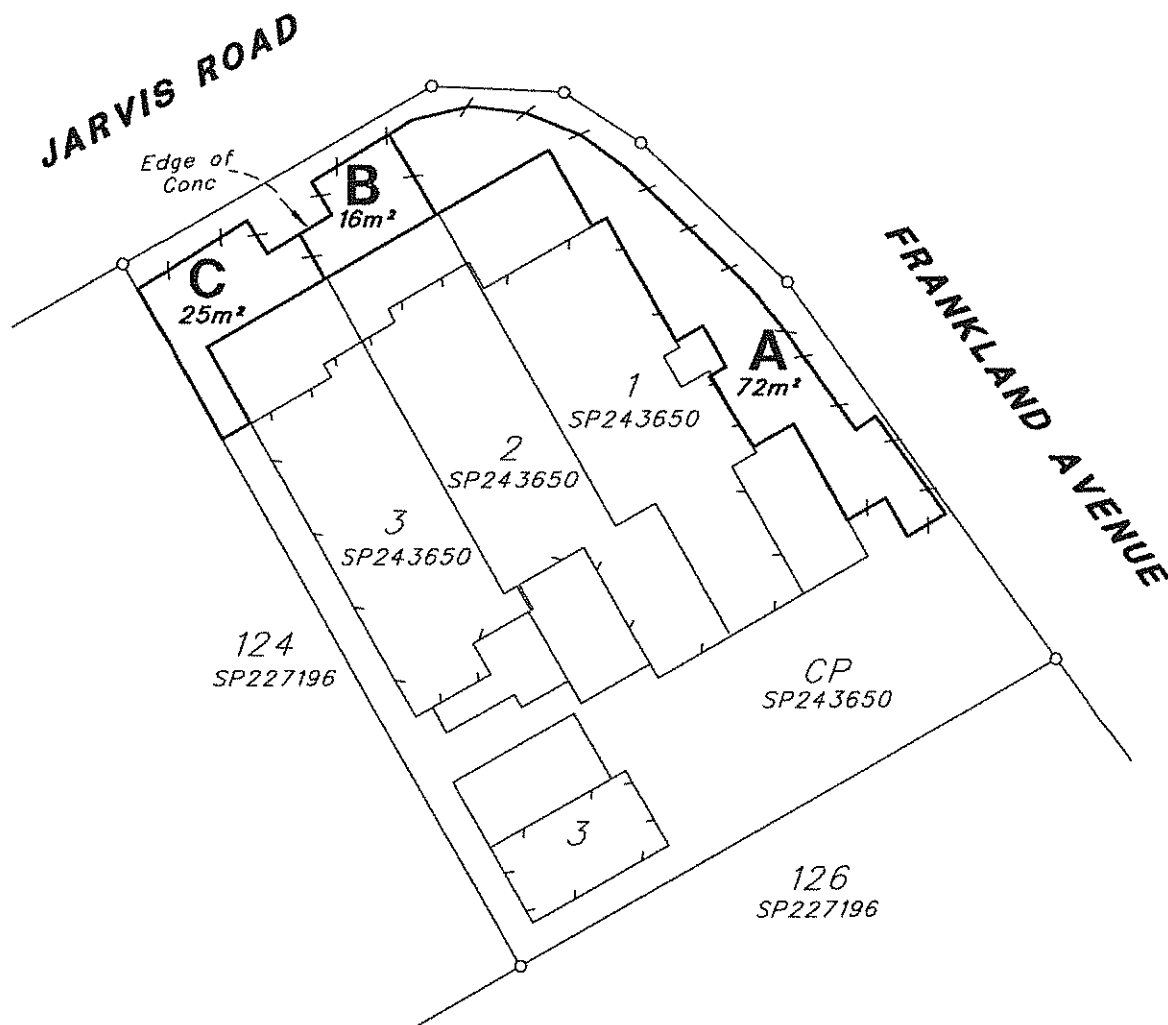 JARVIS ROAD
Edge of
Conc
B
16m²
C
25m²
FRANKLAND AVENUE
A
72m²
1
SP243650
2
SP243650
3
SP243650
124
SP227196
CP
SP243650
3
126
SP227196